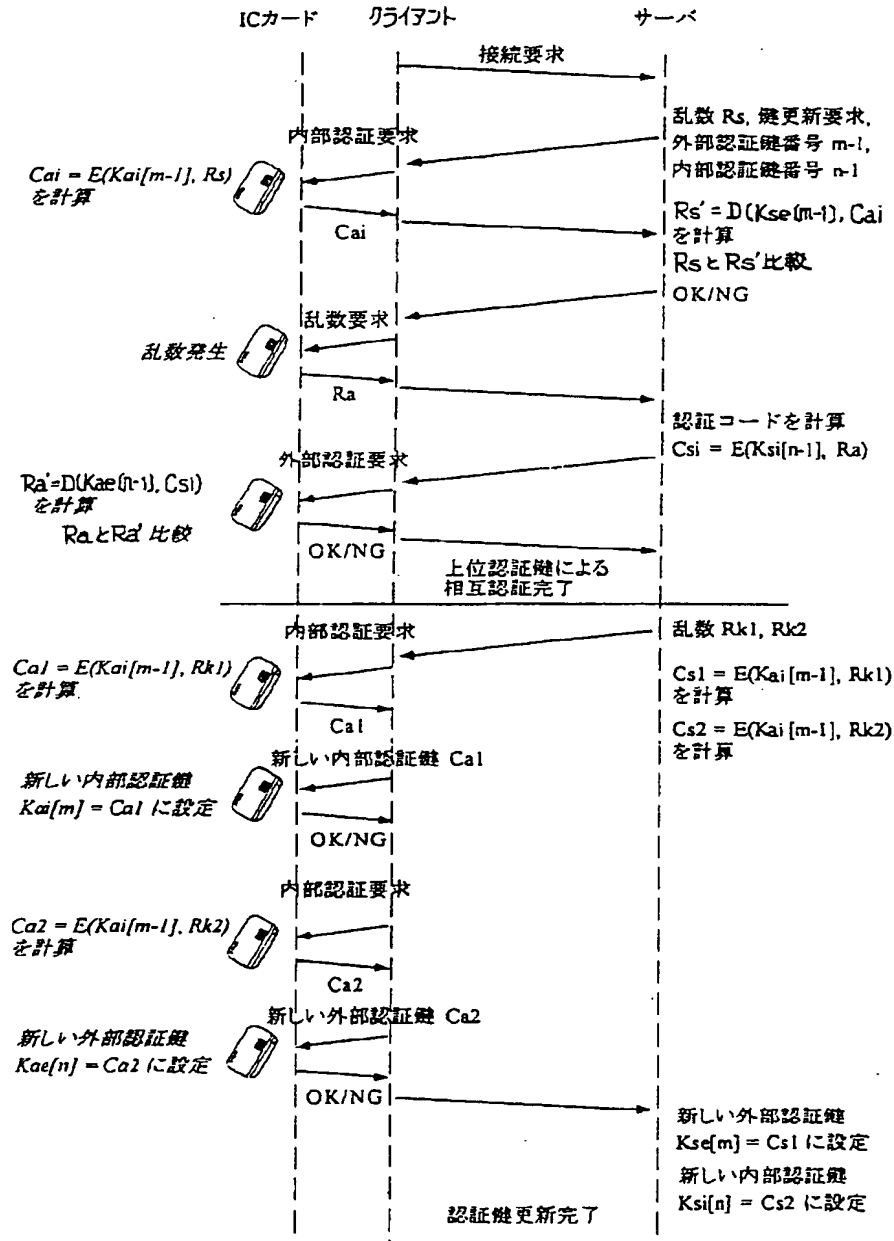 ICカード クライアント サーバ
接続要求
乱数 Rs, 鍵更新要求,
外部認証鍵番号 m-1,
内部認証鍵番号 n-1
内部認証要求
Cai = E(Kai[m-1], Rs)
を計算
Cai
Rs'=D(Kse(m-1), Cai
を計算
RsとRs'比較
OK/NG
乱数要求
乱数発生
Ra
認証コードを計算
Csi = E(Ksi[n-1], Ra)
外部認証要求
Ra'=D(Kae(n-1), Csi)
を計算
RaとRa'比較
OK/NG
上位認証鍵による
相互認証完了
内部認証要求
乱数 Rk1, Rk2
Ca1 = E(Kai[m-1], Rk1)
を計算.
Cs1 = E(Kai[m-1], Rk1)
を計算
Ca1
Cs2 = E(Kai[m-1], Rk2)
を計算
新しい内部認証鍵 Ca1
新しい内部認証鍵
Kai[m] = Ca1 に設定
OK/NG
内部認証要求
Ca2 = E(Kai[m-1], Rk2)
を計算
Ca2
新しい外部認証鍵 Ca2
新しい外部認証鍵
Kae[n] = Ca2 に設定
OK/NG
新しい外部認証鍵
Kse[m] = Cs1 に設定
新しい内部認証鍵
Ksi[n] = Cs2 に設定
認証鍵更新完了